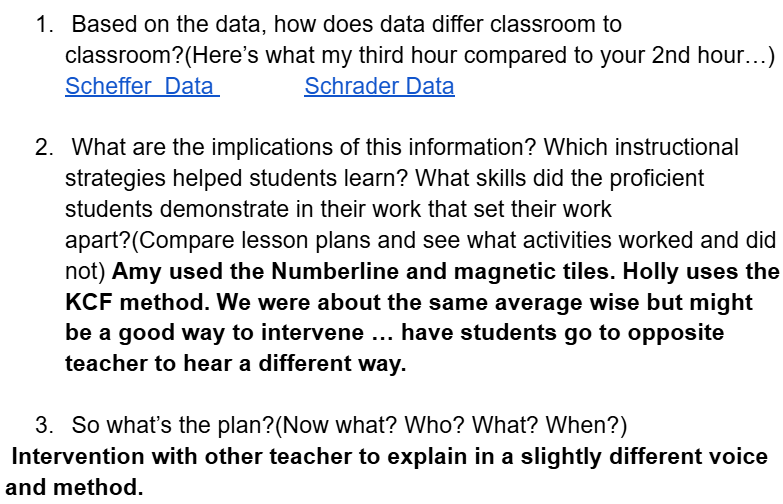 1. Based on the data, how does data differ classroom to
classroom?(Here's what my third hour compared to your 2nd hour…)
Scheffer  Data Schrader Data
2. What are the implications of this information? Which instructional
strategies helped students learn? What skills did the proficient
students demonstrate in their work that set their work
apart?(Compare lesson plans and see what activities worked and did
not) Amy used the Numberline and magnetic tiles. Holly uses the
KCF method. We were about the same average wise but might
be a good way to intervene … have students go to opposite
teacher to hear a different way.
3. So what's the plan?(Now what? Who? What? When?)
Intervention with other teacher to explain in a slightly different voice
and method.